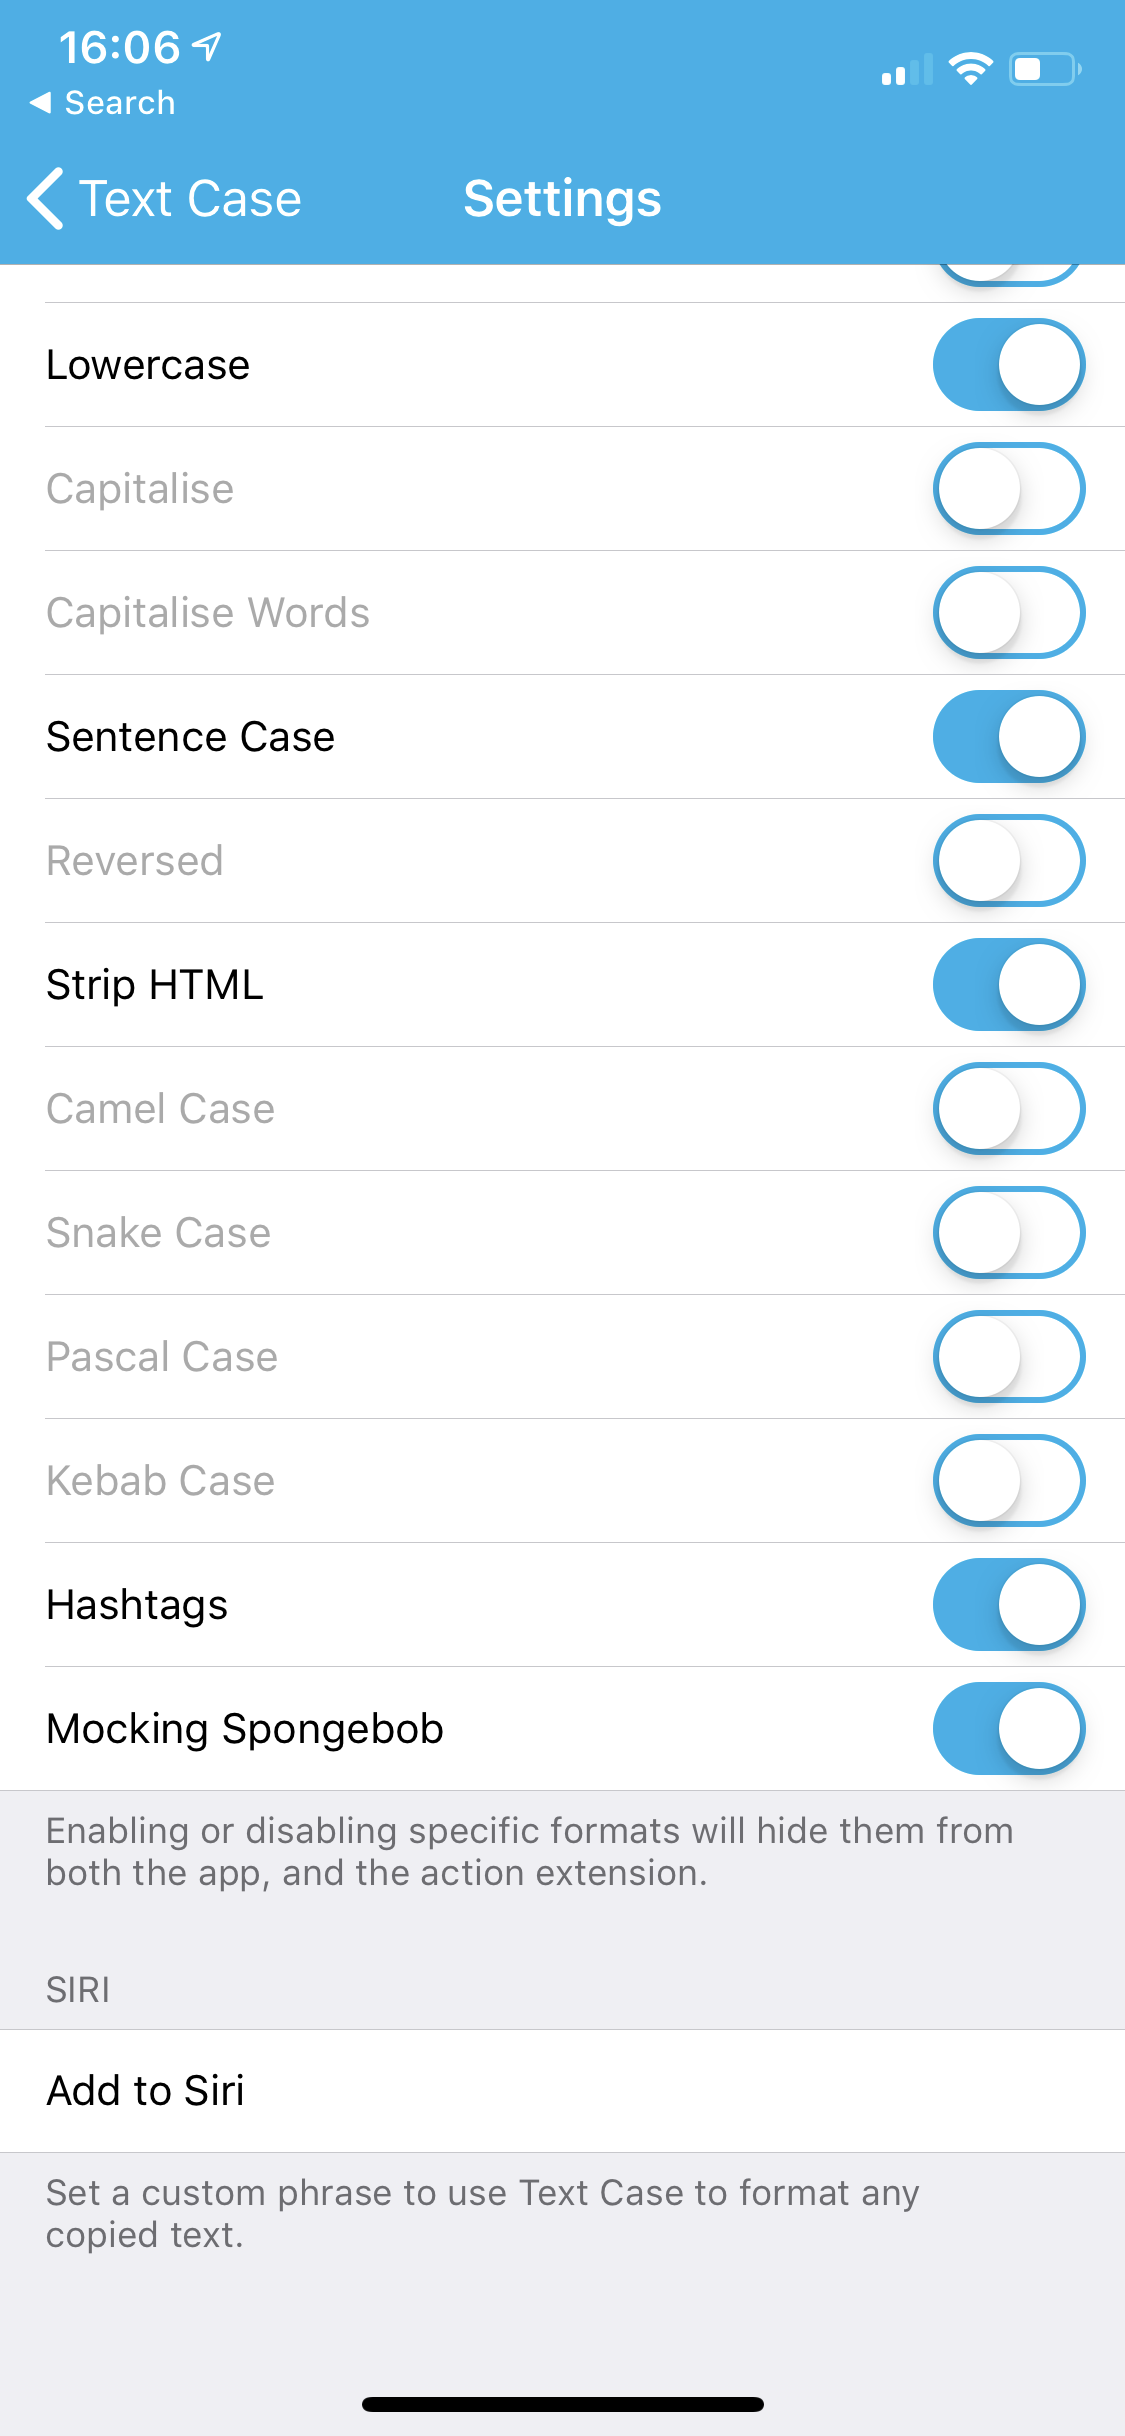 16:06
Search
Text Case
Settings
Lowercase
Capitalise
Capitalise Words
Sentence Case
Reversed
Strip HTML
Camel Case
Snake Case
Pascal Case
Kebab Case
Hashtags
Mocking Spongebob
Enabling or disabling specific formats will hide them from
both the app, and the action extension.
SIRI
Add to Siri
Set a custom phrase to use Text Case to format any
copied text.